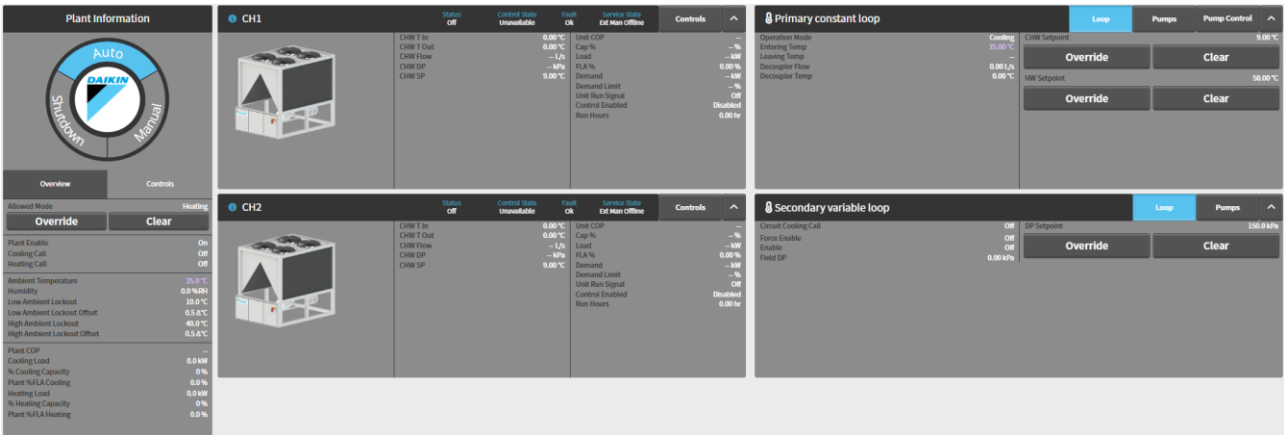 Plant Information
Auto
Shutdown
Manual
DAIKIN
Overview Controls
Allowed Mode Heating
Override Clear
Plant Enable On
Cooling Call Off
Heating Call Off
Ambient Temperature 25.0 °C
Humidity 0.0 %RH
Low Ambient Lockout 10.0 °C
Low Ambient Lockout Offset 0.5 Δ°C
High Ambient Lockout 40.0 °C
High Ambient Lockout Offset 0.5 Δ°C
Plant COP --
Cooling Load 0.0 kW
% Cooling Capacity 0 %
Plant %FLA Cooling 0.0 %
Heating Load 0.0 kW
% Heating Capacity 0 %
Plant %FLA Heating 0.0 %
CH1
Status Control State Fault Service State
Off Unavailable Ok Ext Man Offline
Controls
CHW T In 0.00 °C
CHW T Out 0.00 °C
CHW Flow -- L/s
CHW DP -- kPa
CHW SP 9.00 °C
Unit COP --
Cap % -- %
Load -- kW
FLA % 0.00 %
Demand -- kW
Demand Limit -- %
Unit Run Signal Off
Control Enabled Disabled
Run Hours 0.00 hr
CH2
Status Control State Fault Service State
Off Unavailable Ok Ext Man Offline
Controls
CHW T In 0.00 °C
CHW T Out 0.00 °C
CHW Flow -- L/s
CHW DP -- kPa
CHW SP 9.00 °C
Unit COP --
Cap % -- %
Load -- kW
FLA % 0.00 %
Demand -- kW
Demand Limit -- %
Unit Run Signal Off
Control Enabled Disabled
Run Hours 0.00 hr
Primary constant loop
Loop Pumps Pump Control
Operation Mode Cooling
Entering Temp 35.00 °C
Leaving Temp --
Decoupler Flow 0.00 L/s
Decoupler Temp 0.00 °C
CHW Setpoint 9.00 °C
Override Clear
HW Setpoint 50.00 °C
Override Clear
Secondary variable loop
Loop Pumps
Circuit Cooling Call Off
Force Enable Off
Enable Off
Field DP 0.00 kPa
DP Setpoint 150.0 kPa
Override Clear